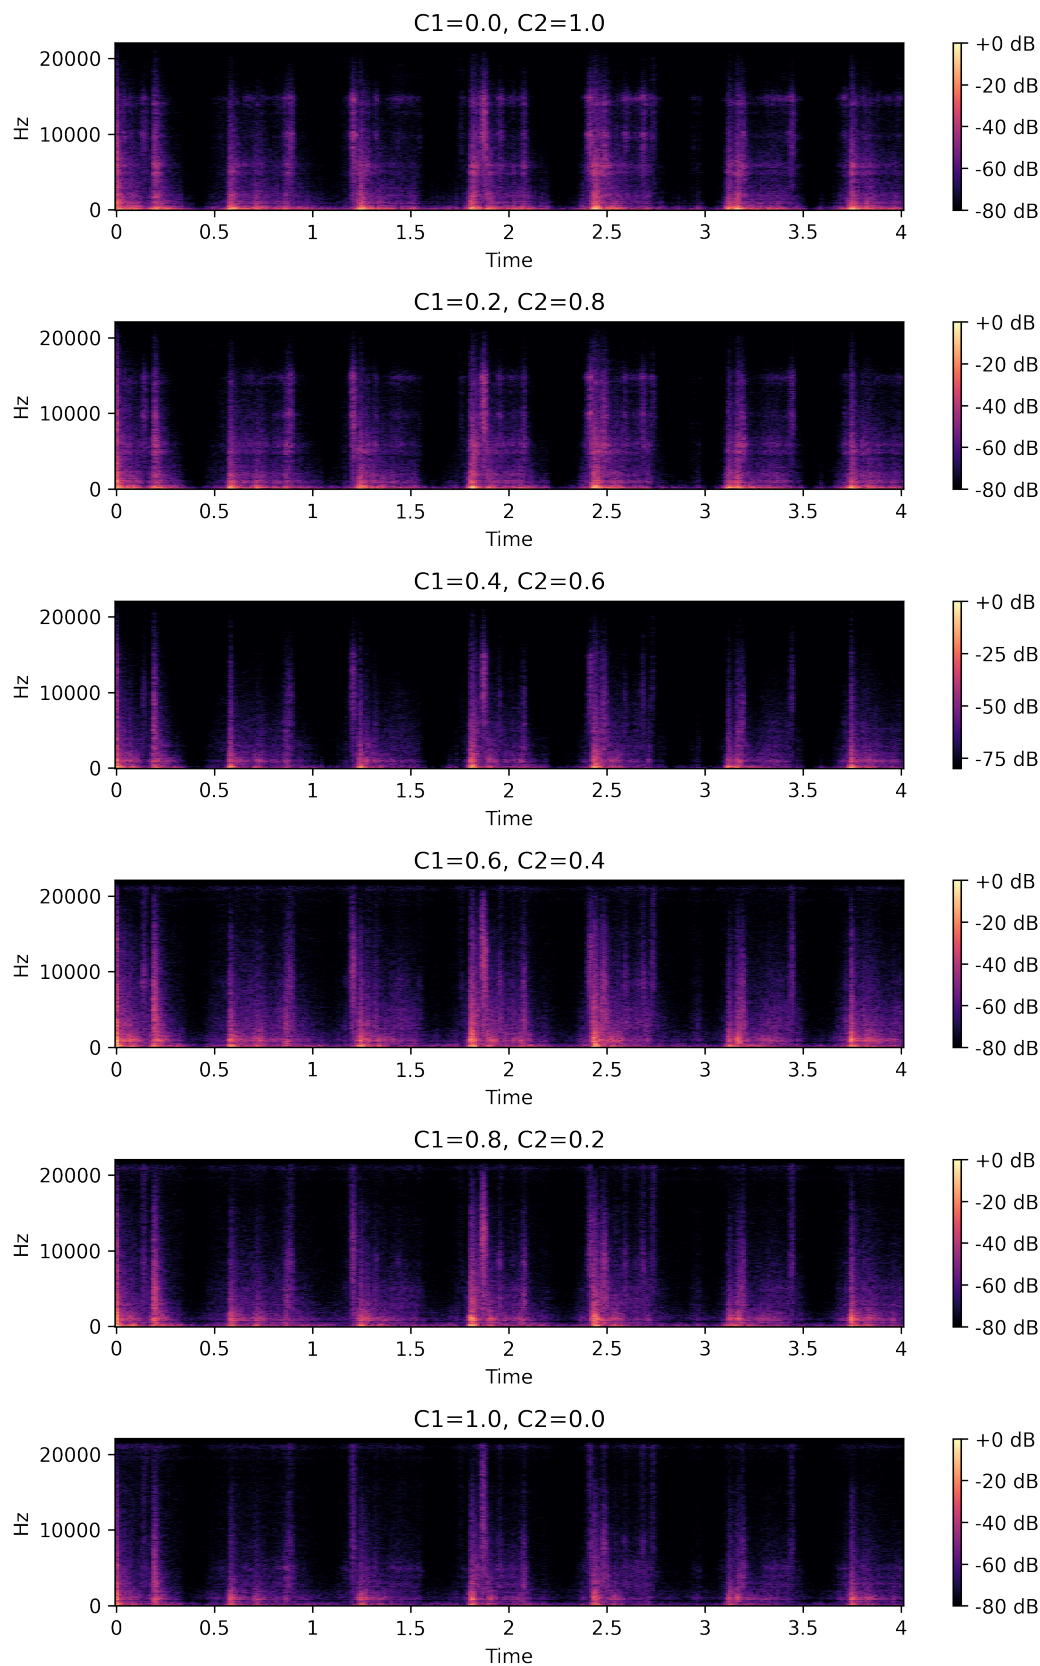 C1=0.0, C2=1.0
20000
10000
0
Hz
0 0.5 1 1.5 2 2.5 3 3.5 4
Time
+0 dB
-20 dB
-40 dB
-60 dB
-80 dB
C1=0.2, C2=0.8
20000
10000
0
Hz
0 0.5 1 1.5 2 2.5 3 3.5 4
Time
+0 dB
-20 dB
-40 dB
-60 dB
-80 dB
C1=0.4, C2=0.6
20000
10000
0
Hz
0 0.5 1 1.5 2 2.5 3 3.5 4
Time
+0 dB
-25 dB
-50 dB
-75 dB
C1=0.6, C2=0.4
20000
10000
0
Hz
0 0.5 1 1.5 2 2.5 3 3.5 4
Time
+0 dB
-20 dB
-40 dB
-60 dB
-80 dB
C1=0.8, C2=0.2
20000
10000
0
Hz
0 0.5 1 1.5 2 2.5 3 3.5 4
Time
+0 dB
-20 dB
-40 dB
-60 dB
-80 dB
C1=1.0, C2=0.0
20000
10000
0
Hz
0 0.5 1 1.5 2 2.5 3 3.5 4
Time
+0 dB
-20 dB
-40 dB
-60 dB
-80 dB